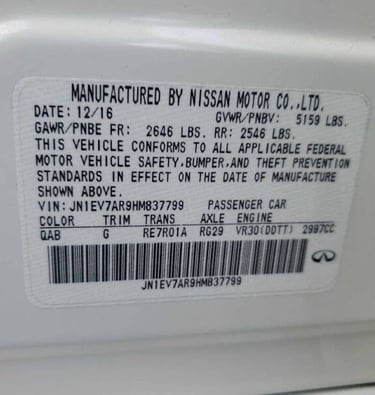 MANUFACTURED BY NISSAN MOTOR CO.,LTD.
DATE: 12/16 GVWR/PNBV: 5159 LBS.
GAWR/PNBE FR: 2646 LBS. RR: 2546 LBS.
THIS VEHICLE CONFORMS TO ALL APPLICABLE FEDERAL
MOTOR VEHICLE SAFETY,BUMPER,AND THEFT PREVENTION
STANDARDS IN EFFECT ON THE DATE OF MANUFACTURE
SHOWN ABOVE.
VIN: JN1EV7AR9HM837799 PASSENGER CAR
COLOR TRIM TRANS AXLE ENGINE
QAB G RE7R01A RG29 VR30(DDTT) 2997CC
JN1EV7AR9HM837799